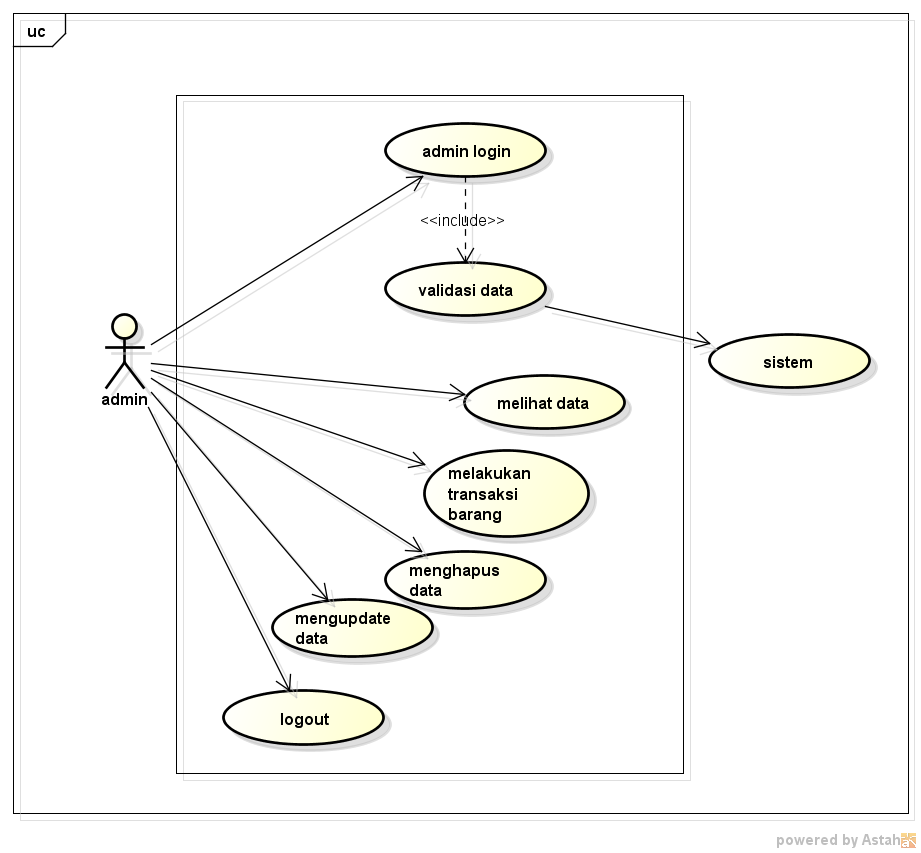 uc
admin login
<<include>>
validasi data
sistem
admin
melihat data
melakukan
transaksi
barang
menghapus
data
mengupdate
data
logout
powered by Astah